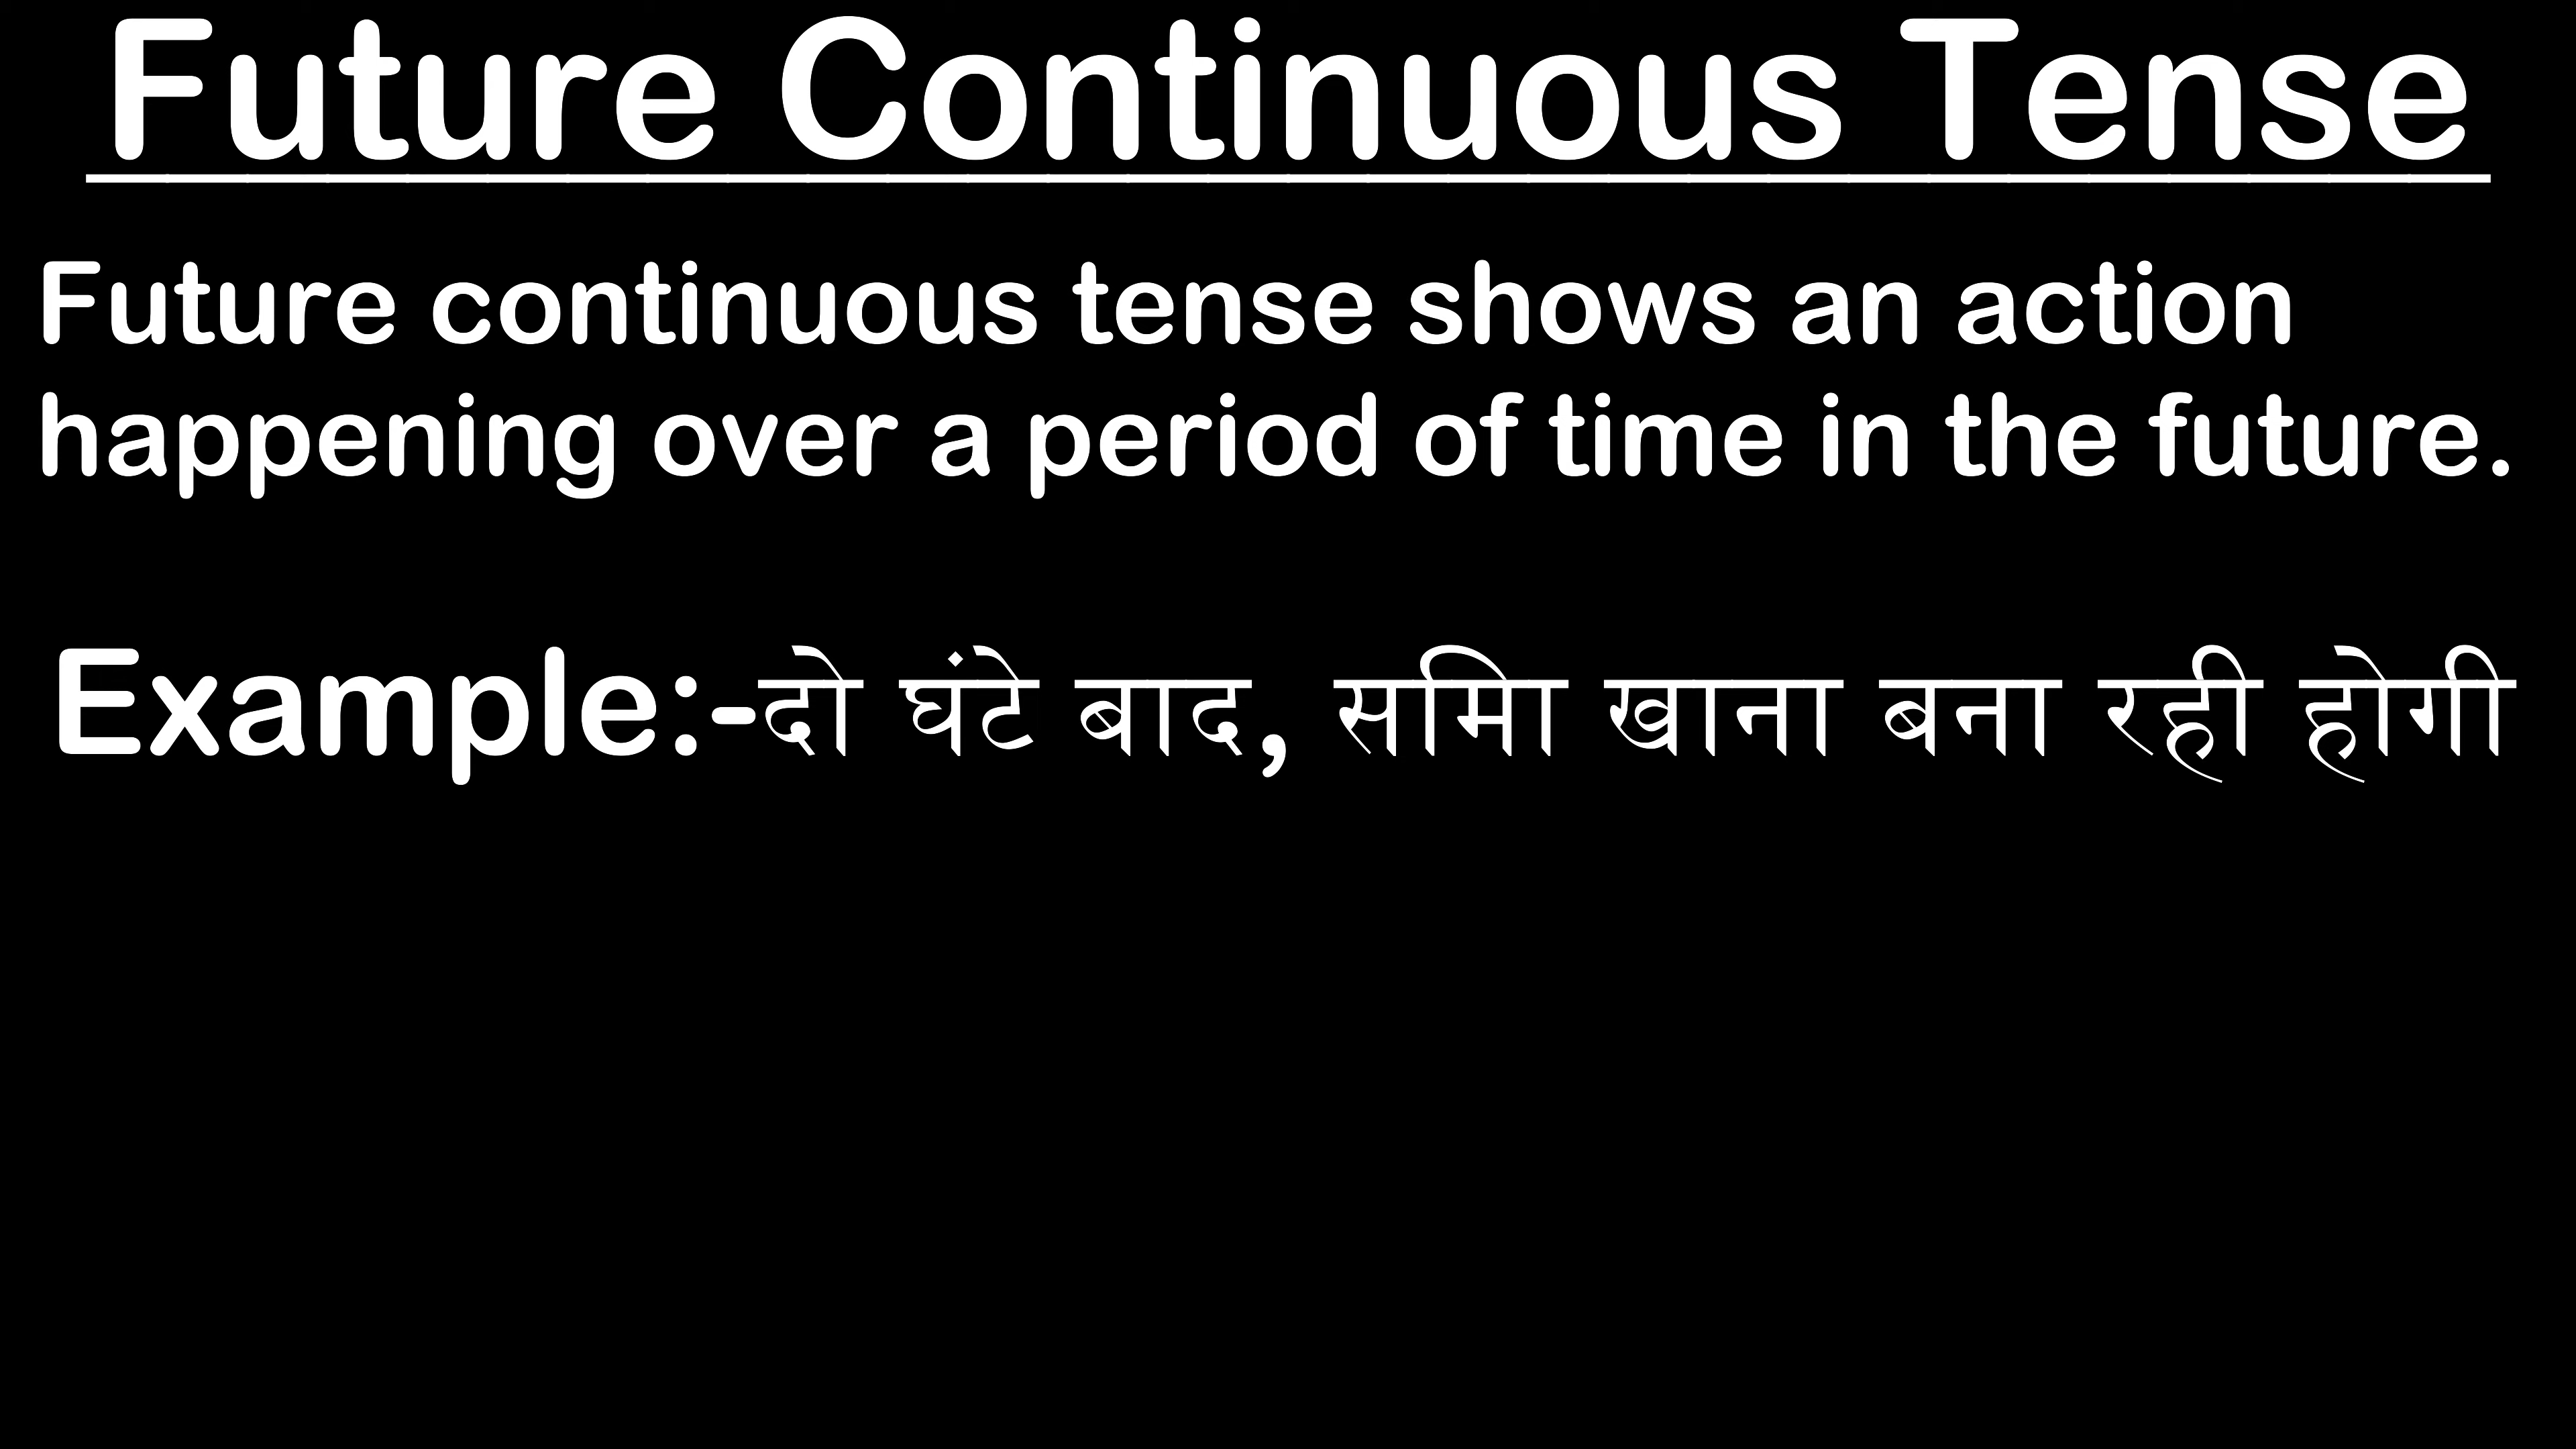 Future Continuous Tense
Future continuous tense shows an action
happening over a period of time in the future.
Example:-दो घंटे बाद, समिा खाना बना रही होगी